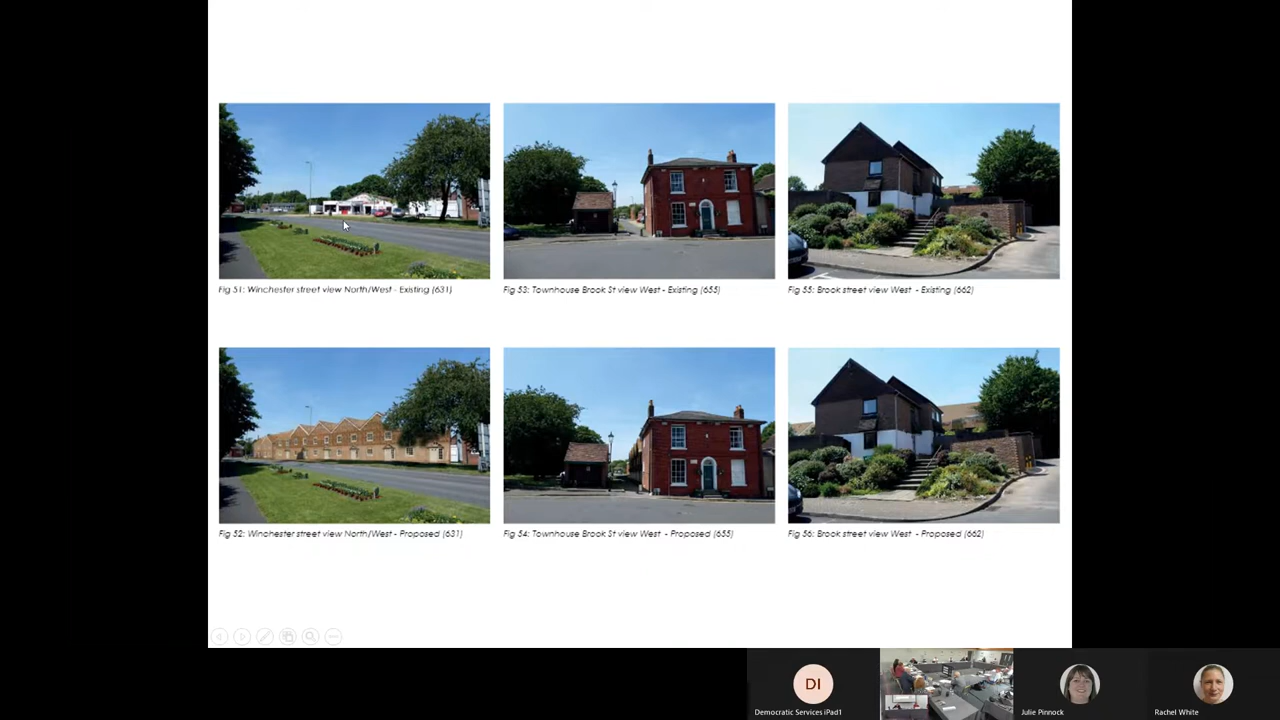 Fig 51: Winchester street view North/West - Existing (631)
Fig 53: Townhouse Brook St view West - Existing (655)
Fig 55: Brook street view West - Existing (662)
Fig 52: Winchester street view North/West - Proposed (631)
Fig 54: Townhouse Brook St view West - Proposed (655)
Fig 56: Brook street view West - Proposed (662)
DI
Democratic Services iPad1
Julie Pinnock
Rachel White